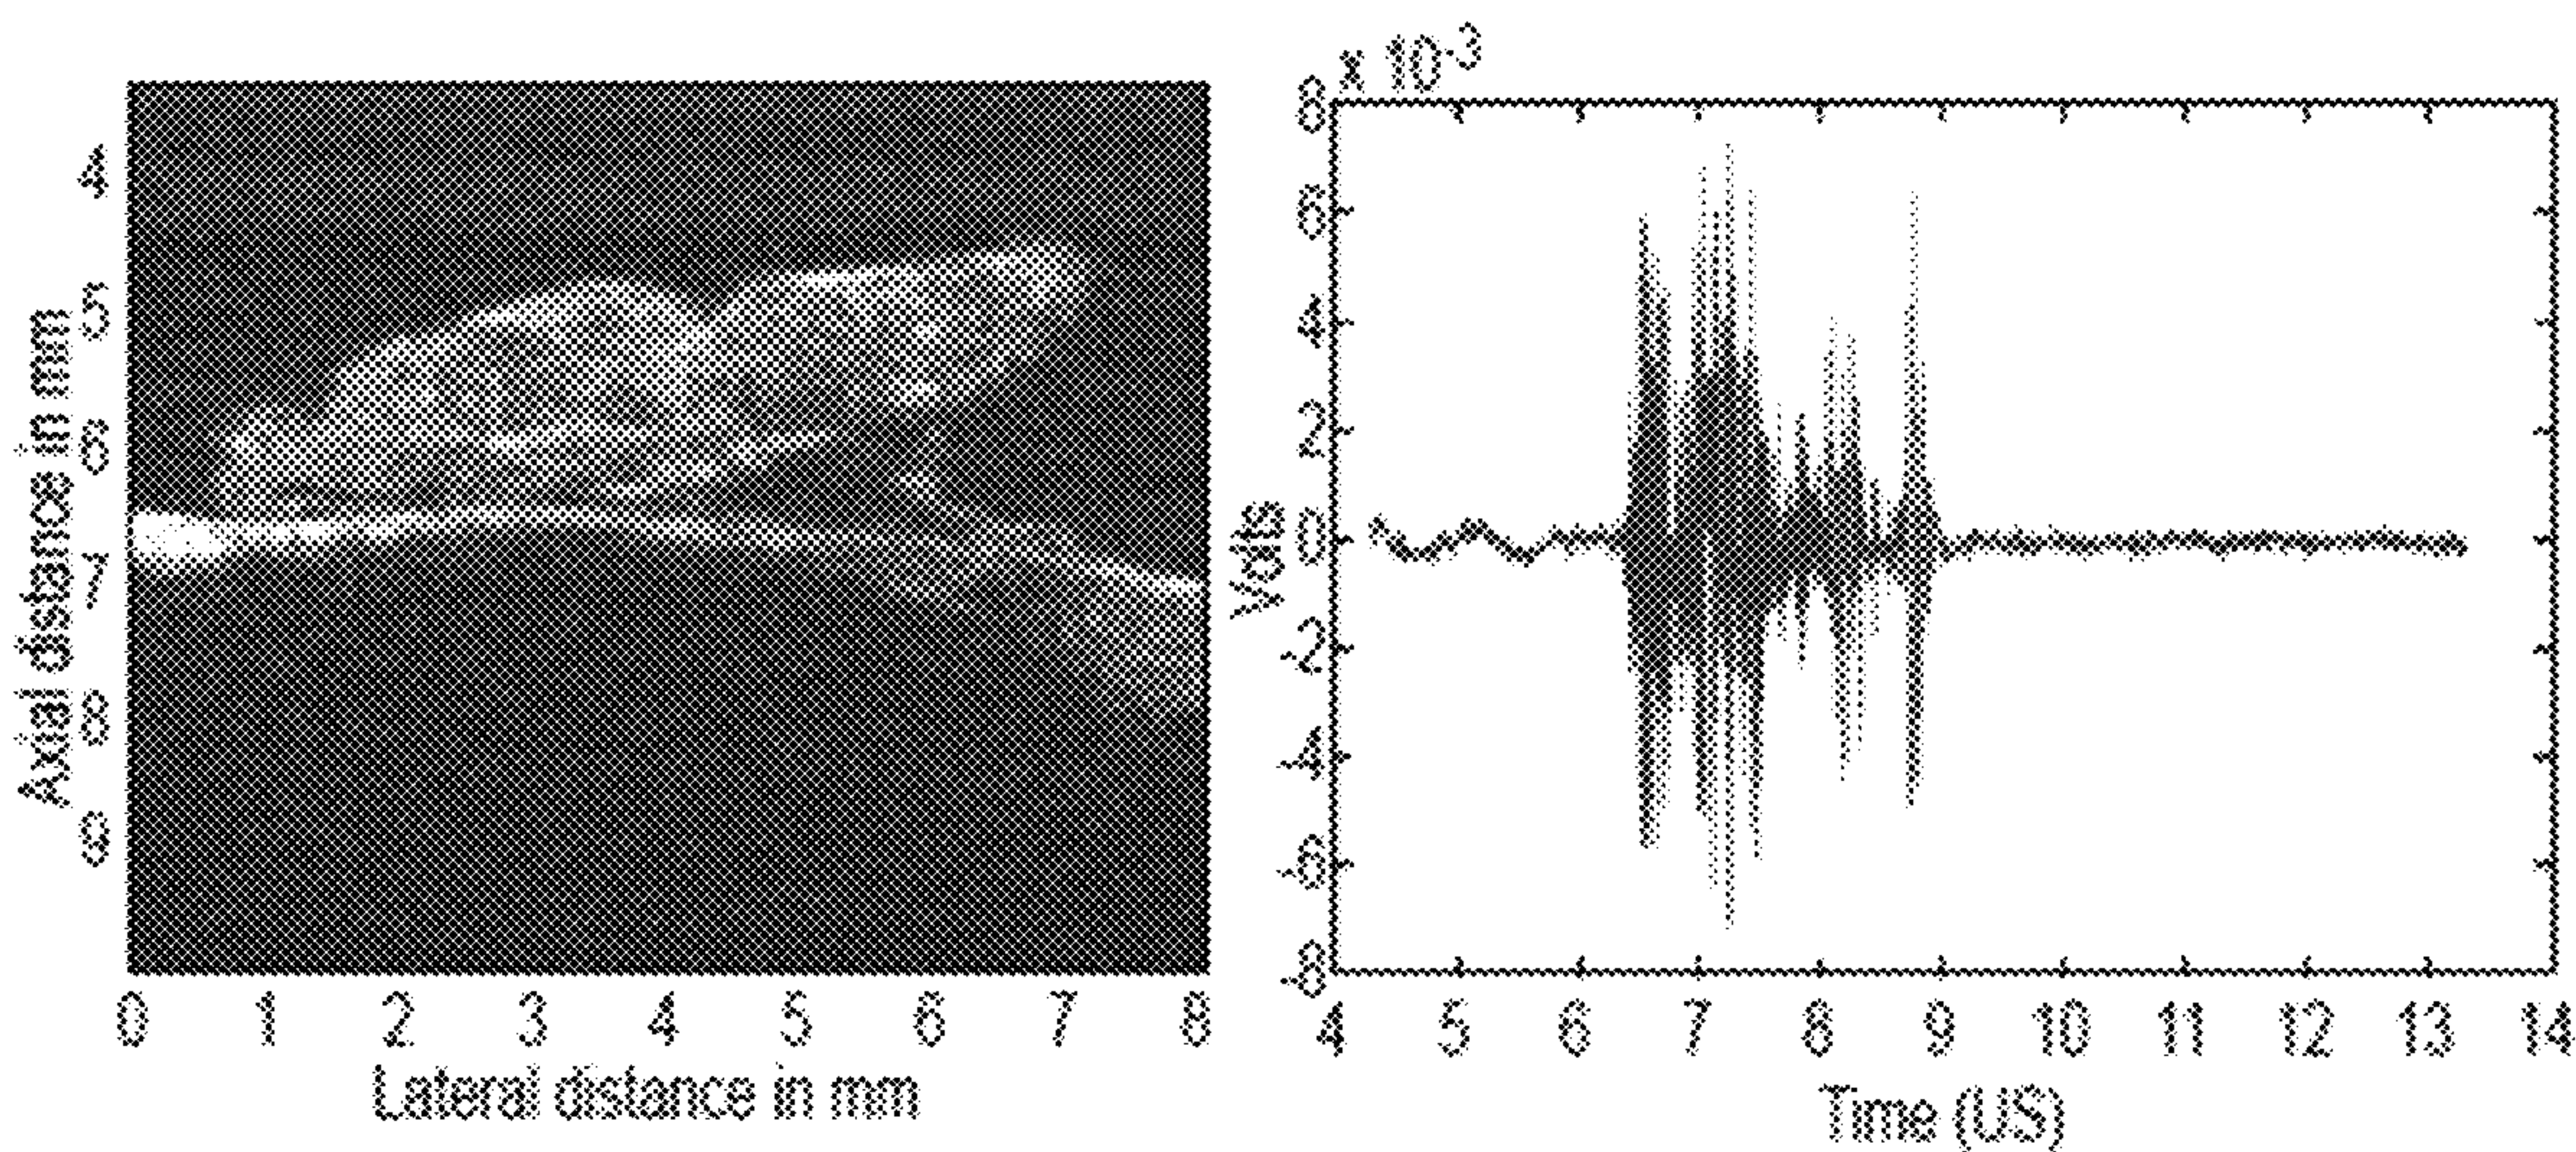 4
5
6
7
8
9
Axial distance in mm
0 1 2 3 4 5 6 7 8
Lateral distance in mm
x 10-3
8
6
4
2
0
-2
-4
-6
-8
Volts
4 5 6 7 8 9 10 11 12 13 14
Time (US)